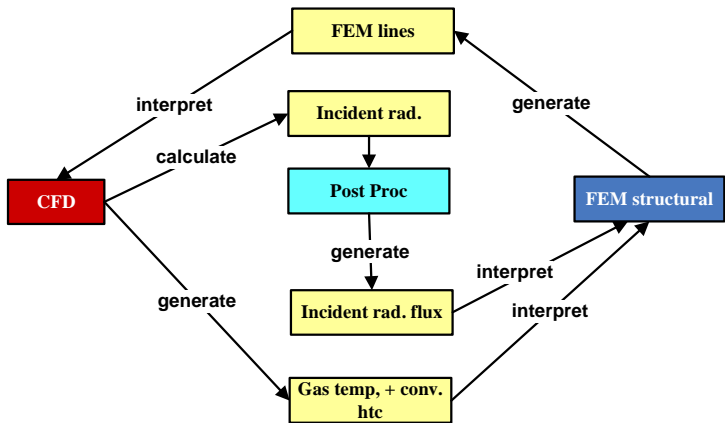 FEM lines
interpret
generate
Incident rad.
calculate
CFD
Post Proc
FEM structural
generate
interpret
generate
Incident rad. flux
interpret
Gas temp, + conv.
htc